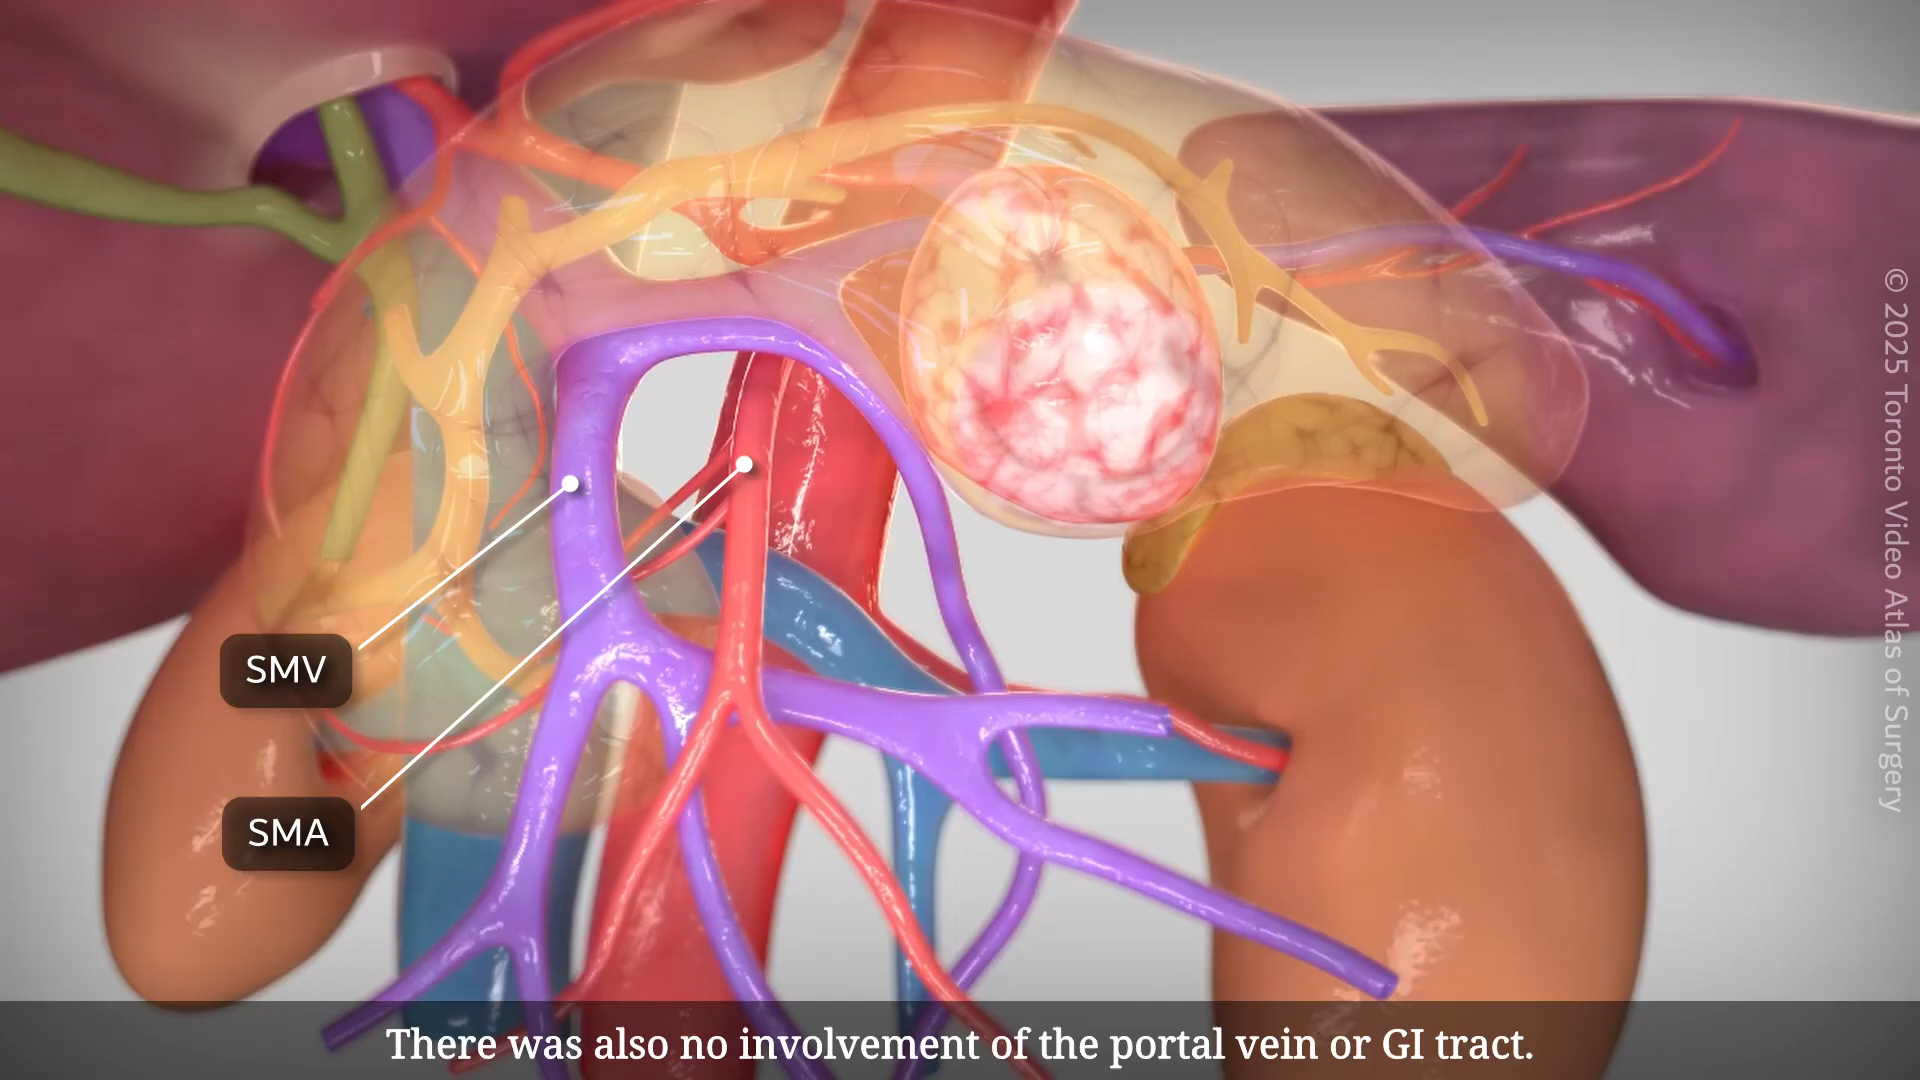 SMV
SMA
There was also no involvement of the portal vein or GI tract.
© 2025 Toronto Video Atlas of Surgery